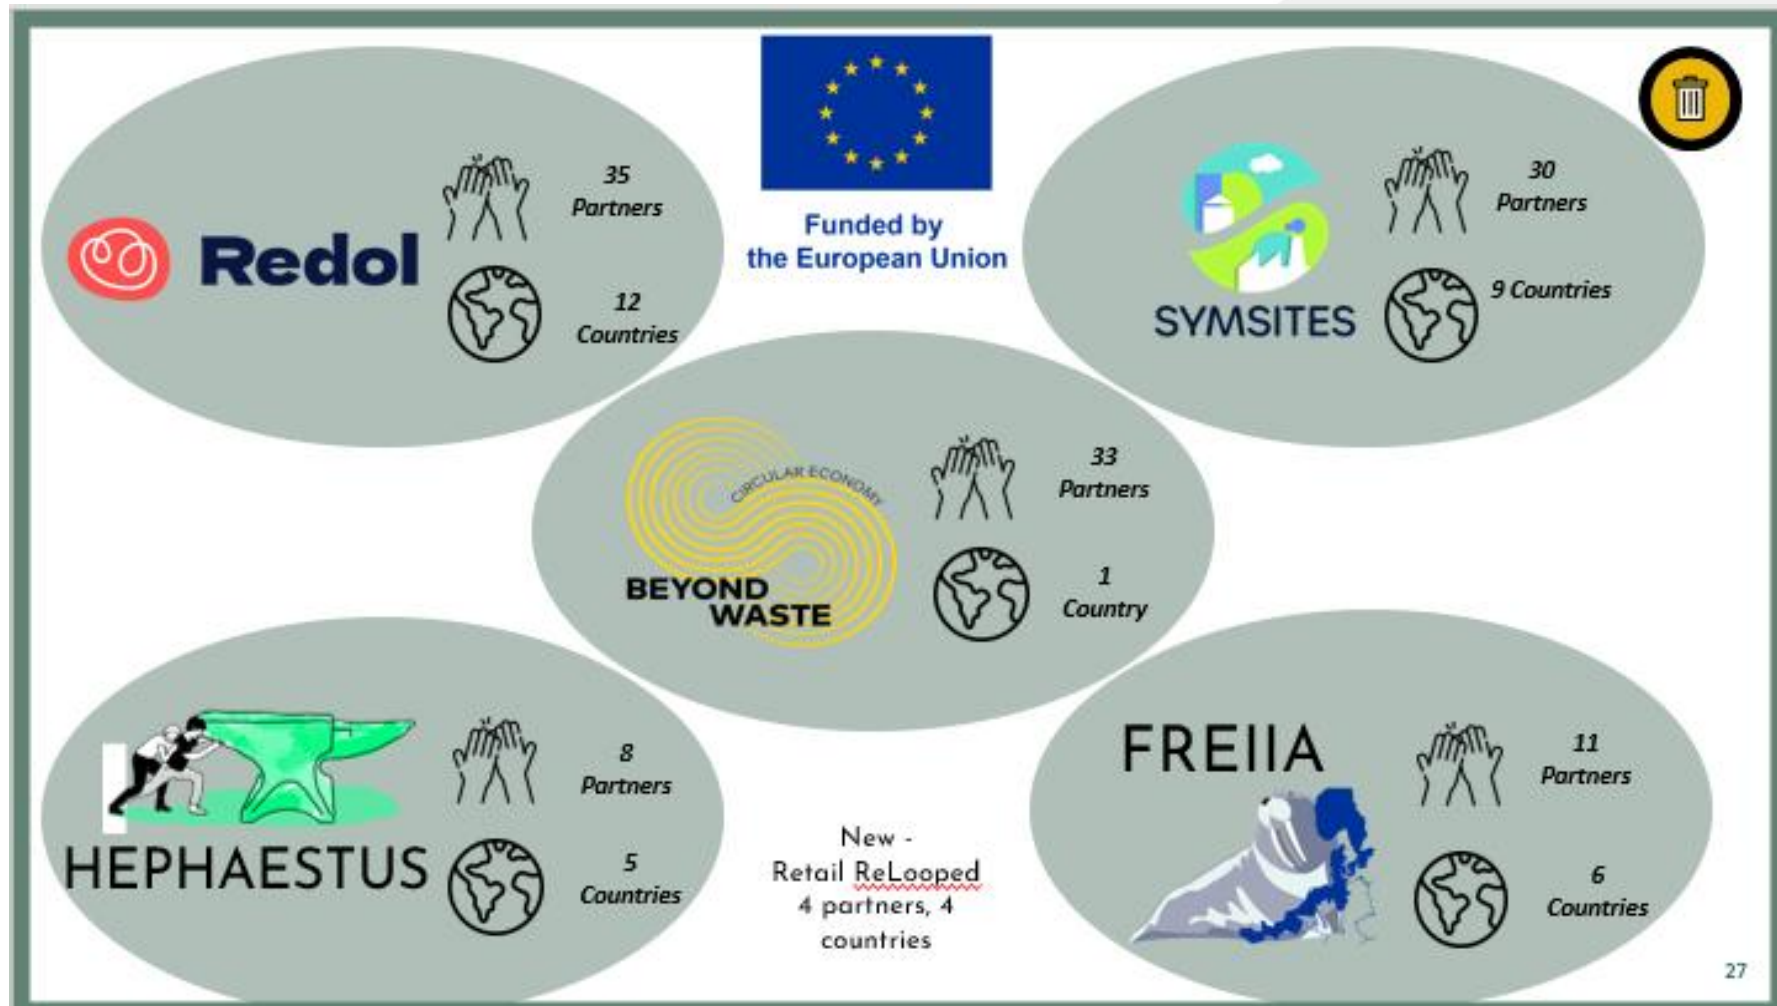 Redol
35
Partners
12
Countries
Funded by
the European Union
SYMSITES
30
Partners
9 Countries
CIRCULAR ECONOMY
BEYOND
WASTE
33
Partners
1
Country
HEPHAESTUS
8
Partners
5
Countries
New -
Retail ReLooped
4 partners, 4
countries
FREIIA
11
Partners
6
Countries
27